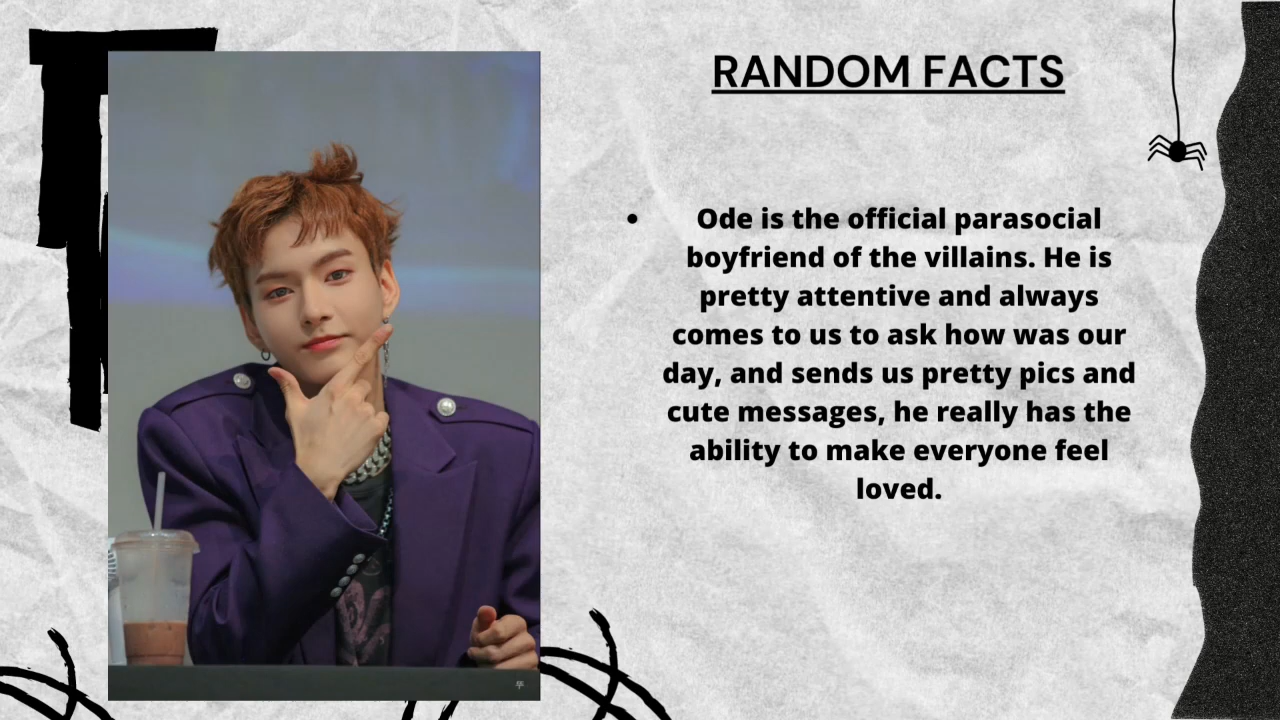 RANDOM FACTS
• Ode is the official parasocial
boyfriend of the villains. He is
pretty attentive and always
comes to us to ask how was our
day, and sends us pretty pics and
cute messages, he really has the
ability to make everyone feel
loved.
뚜